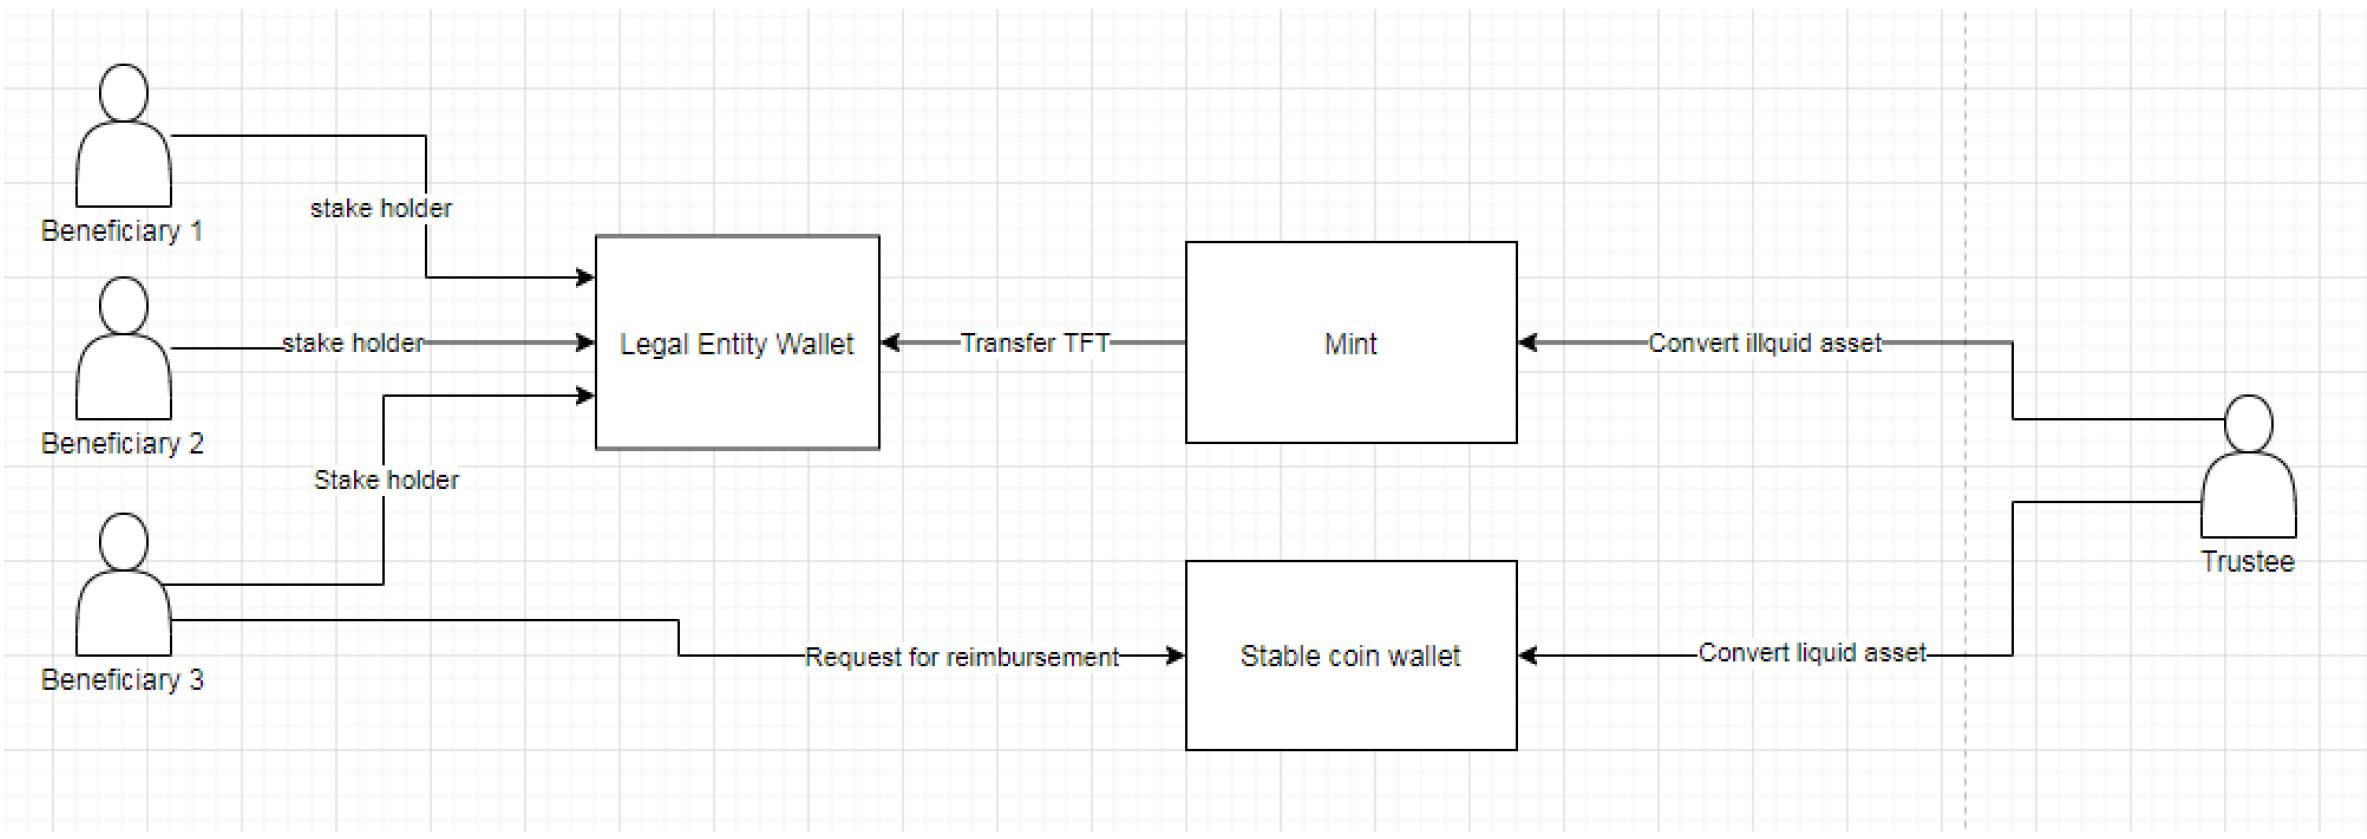 Beneficiary 1
stake holder
Beneficiary 2
stake holder
Legal Entity Wallet
Transfer TFT
Mint
Convert illquid asset
Stake holder
Beneficiary 3
Request for reimbursement
Stable coin wallet
Convert liquid asset
Trustee